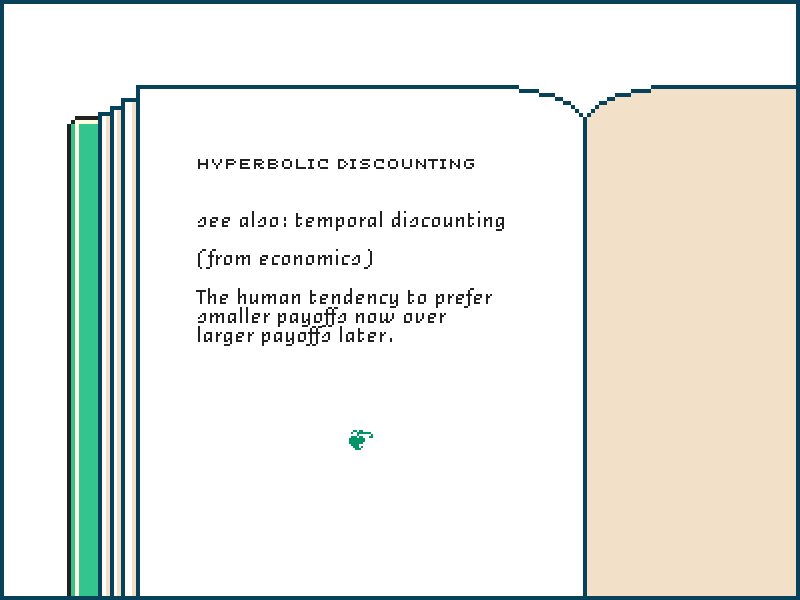 HYPERBOLIC DISCOUNTING
see also: temporal discounting
(from economics)
The human tendency to prefer
smaller payoffs now over
larger payoffs later.